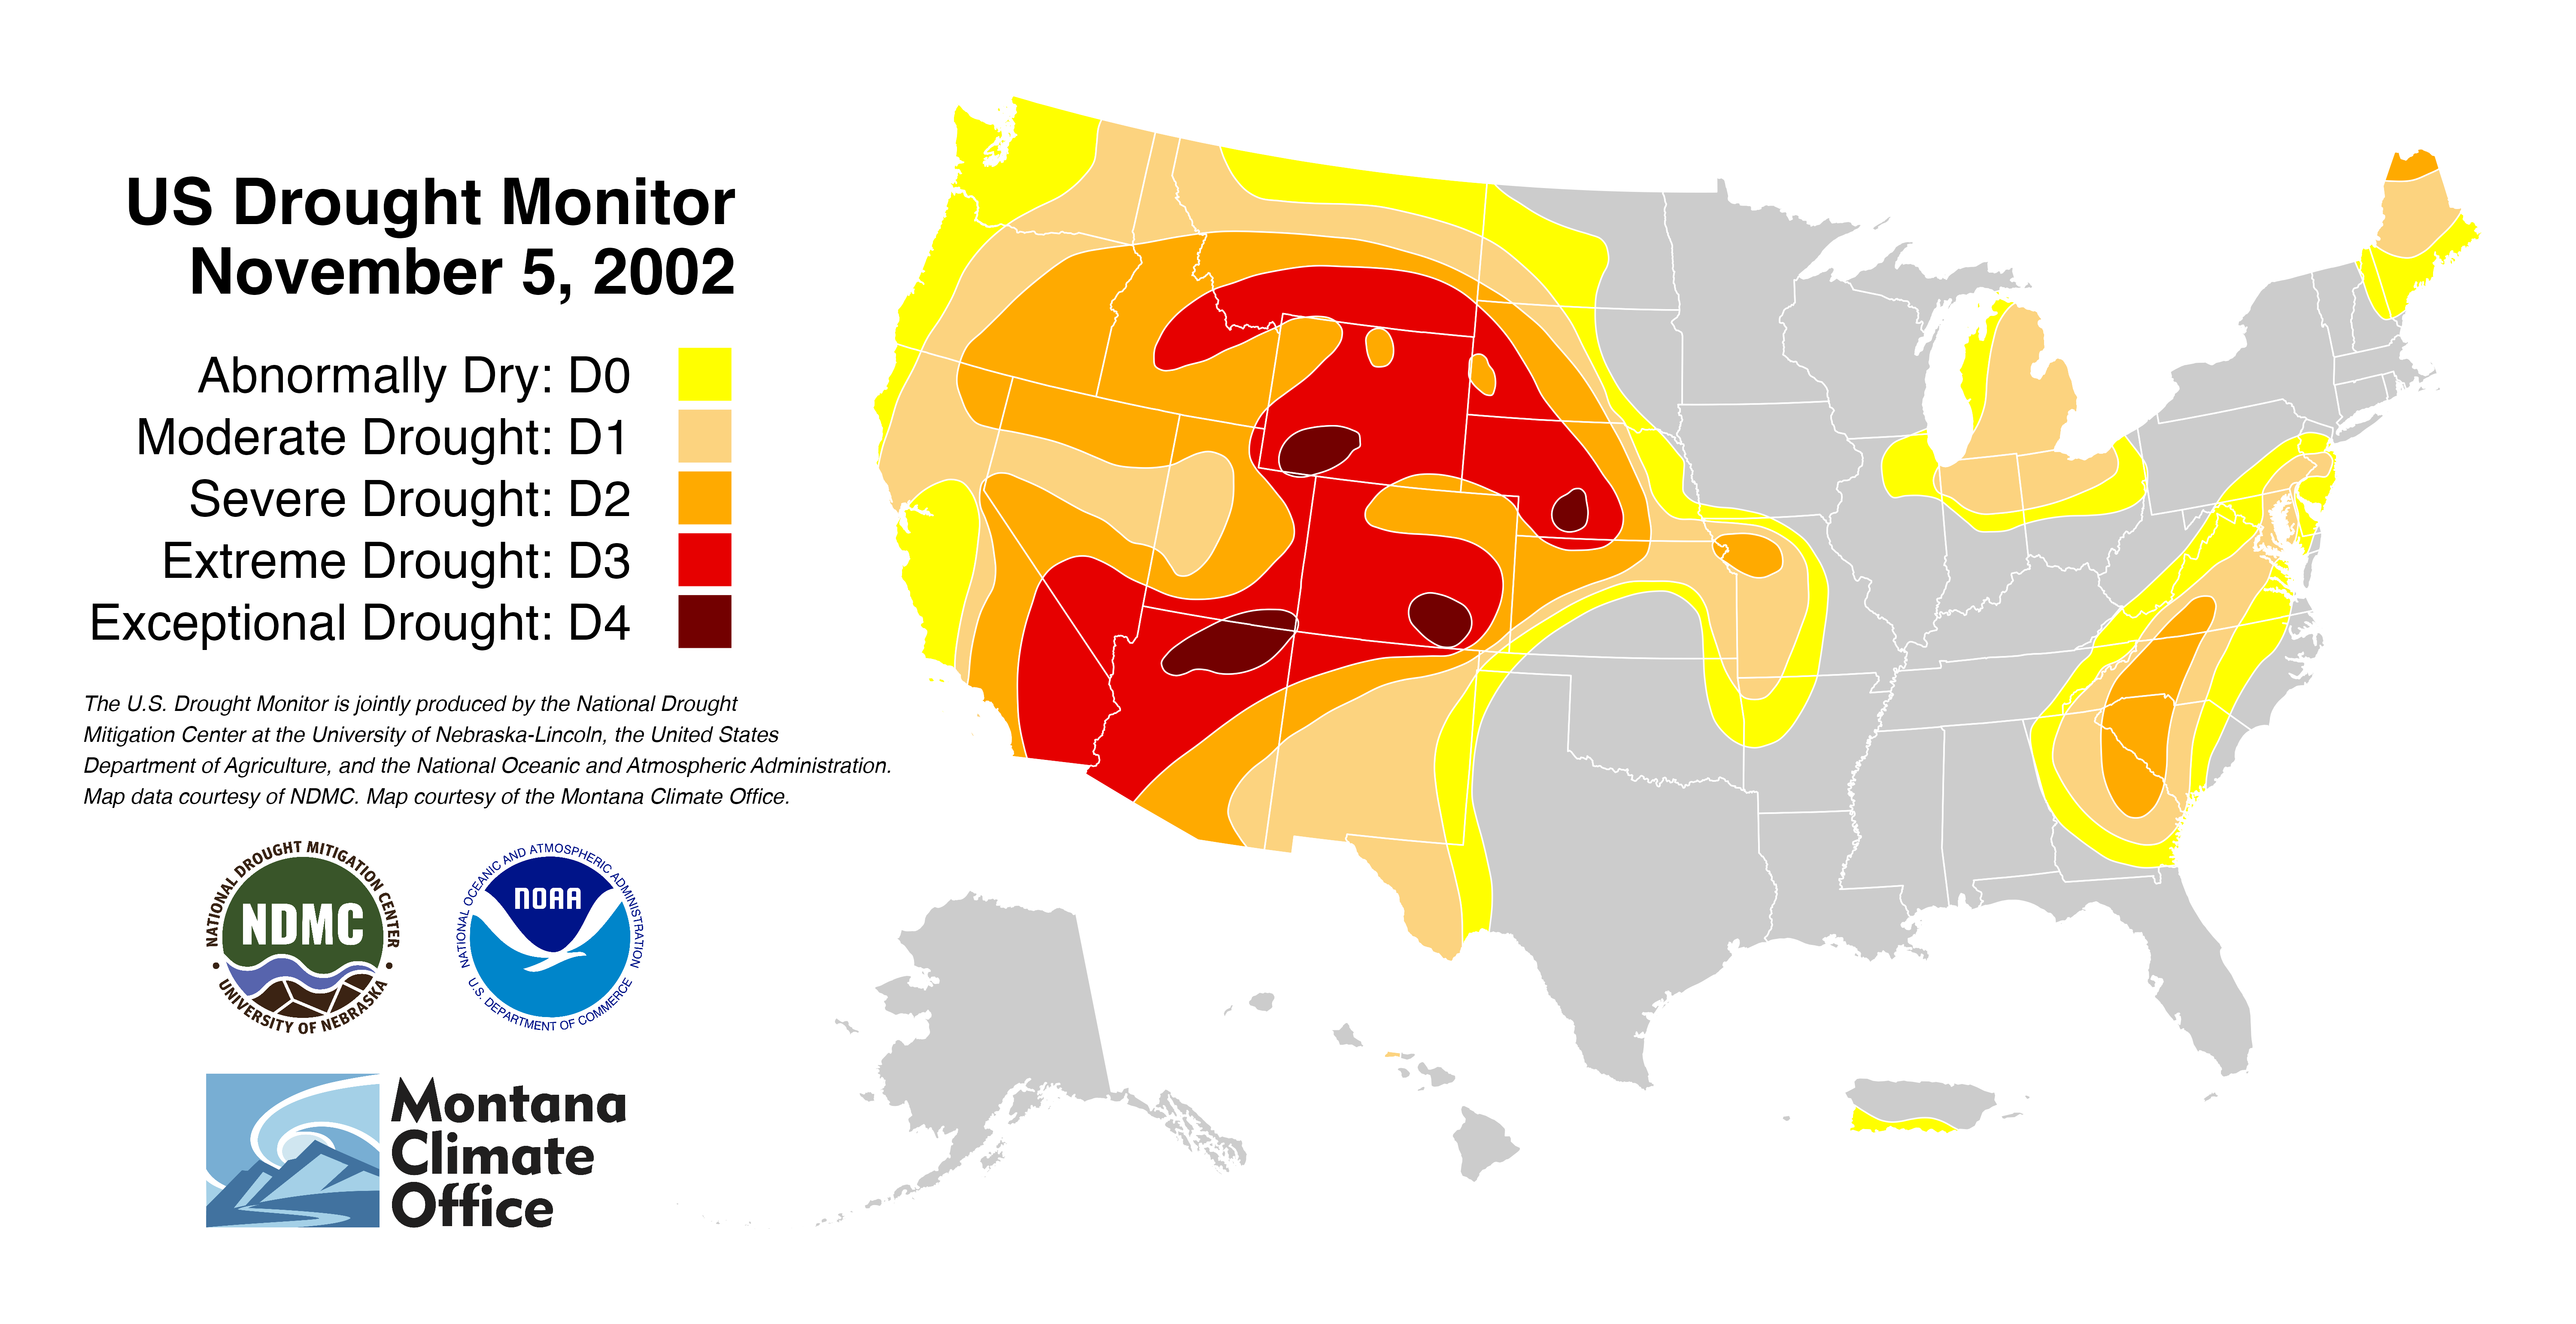 US Drought Monitor
November 5, 2002
Abnormally Dry: D0
Moderate Drought: D1
Severe Drought: D2
Extreme Drought: D3
Exceptional Drought: D4
The U.S. Drought Monitor is jointly produced by the National Drought
Mitigation Center at the University of Nebraska-Lincoln, the United States
Department of Agriculture, and the National Oceanic and Atmospheric Administration.
Map data courtesy of NDMC. Map courtesy of the Montana Climate Office.
NATIONAL DROUGHT MITIGATION CENTER
NDMC
• UNIVERSITY OF NEBRASKA •
NATIONAL OCEANIC AND ATMOSPHERIC ADMINISTRATION
NOAA
U.S. DEPARTMENT OF COMMERCE
Montana
Climate
Office